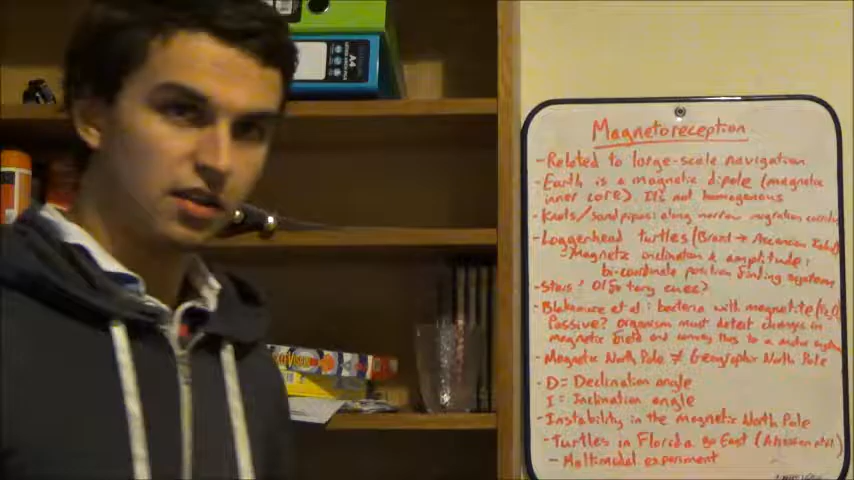 A4
Magnetoreception
- Related to large-scale navigation
- Earth is a magnetic dipole (magnetic
inner core). It's not homogenous
- Knots/sandpipers: along narrow migration
- Loggerhead turtles (Brazil → Ascension
- Magnetic inclination & amplitude:
bi-coordinate position finding system
- Stars? Olfactory cues?
- Blakemore et al: bacteria with magnetite
Passive? organism must detect changes in
magnetic field and convey this to a motor system
- Magnetic North Pole ≠ Geographic North Pole
- D = Declination angle
I = Inclination angle
- Instability in the magnetic North Pole
- Turtles in Florida go East
- Multimodal experiment